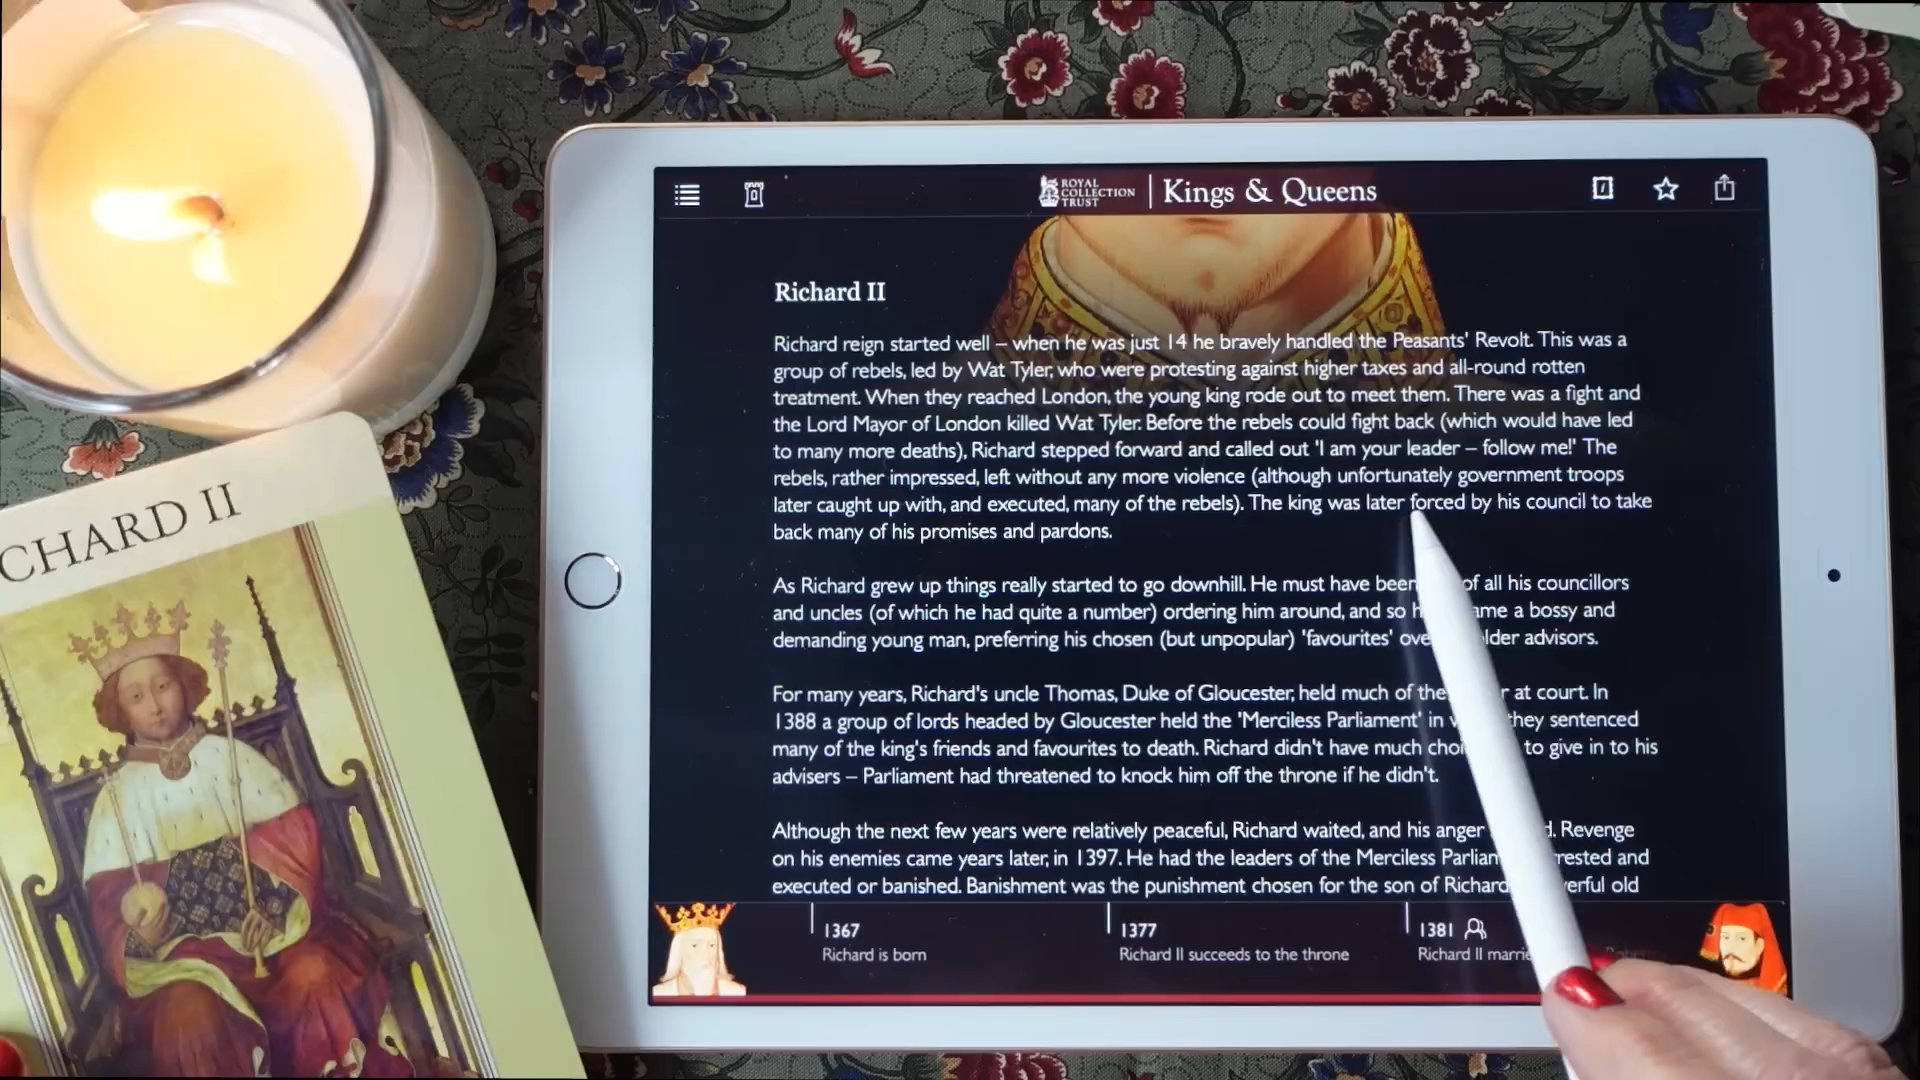 ROYAL
COLLECTION
TRUST
Kings & Queens
Richard II
Richard reign started well – when he was just 14 he bravely handled the Peasants' Revolt. This was a
group of rebels, led by Wat Tyler, who were protesting against higher taxes and all-round rotten
treatment. When they reached London, the young king rode out to meet them. There was a fight and
the Lord Mayor of London killed Wat Tyler. Before the rebels could fight back (which would have led
to many more deaths), Richard stepped forward and called out 'I am your leader – follow me!' The
rebels, rather impressed, left without any more violence (although unfortunately government troops
later caught up with, and executed, many of the rebels). The king was later forced by his council to take
back many of his promises and pardons.
As Richard grew up things really started to go downhill. He must have been of all his councillors
and uncles (of which he had quite a number) ordering him around, and so a bossy and
demanding young man, preferring his chosen (but unpopular) 'favourites' advisors.
For many years, Richard's uncle Thomas, Duke of Gloucester, held much of the at court. In
1388 a group of lords headed by Gloucester held the 'Merciless Parliament' in they sentenced
many of the king's friends and favourites to death. Richard didn't have much to give in to his
advisers – Parliament had threatened to knock him off the throne if he didn't.
Although the next few years were relatively peaceful, Richard waited, and his anger Revenge
on his enemies came years later, in 1397. He had the leaders of the Merciless and
executed or banished. Banishment was the punishment chosen for the son of old
1367
Richard is born
1377
Richard II succeeds to the throne
1381
Richard II
CHARD II